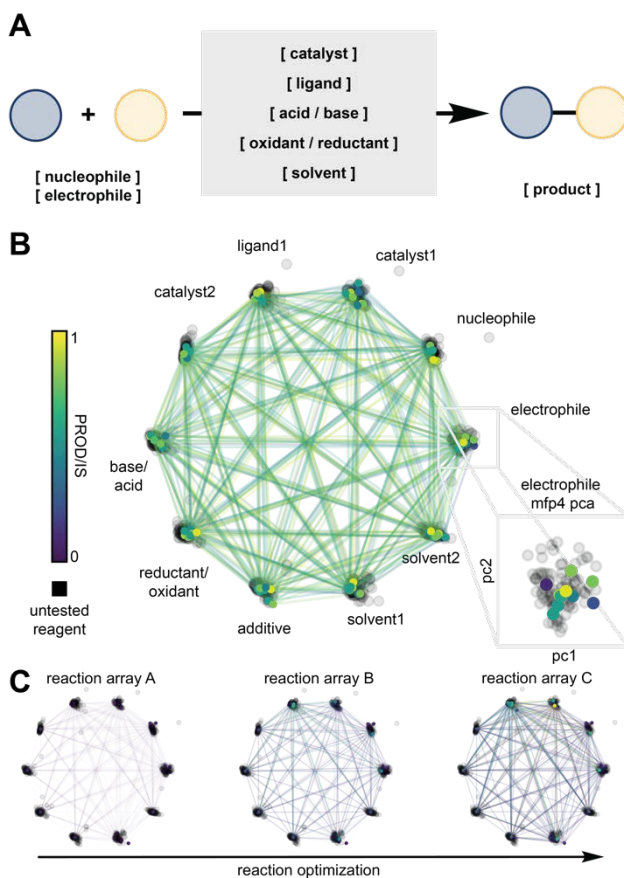 A
[ catalyst ]
[ ligand ]
[ acid / base ]
[ oxidant / reductant ]
[ solvent ]
+
[ nucleophile ]
[ electrophile ]
[ product ]
B
ligand1
catalyst1
catalyst2
nucleophile
1
PROD/IS
0
electrophile
base/
acid
electrophile
mfp4 pca
reductant/
oxidant
solvent2
pc2
untested
reagent
additive
solvent1
pc1
C
reaction array A
reaction array B
reaction array C
reaction optimization